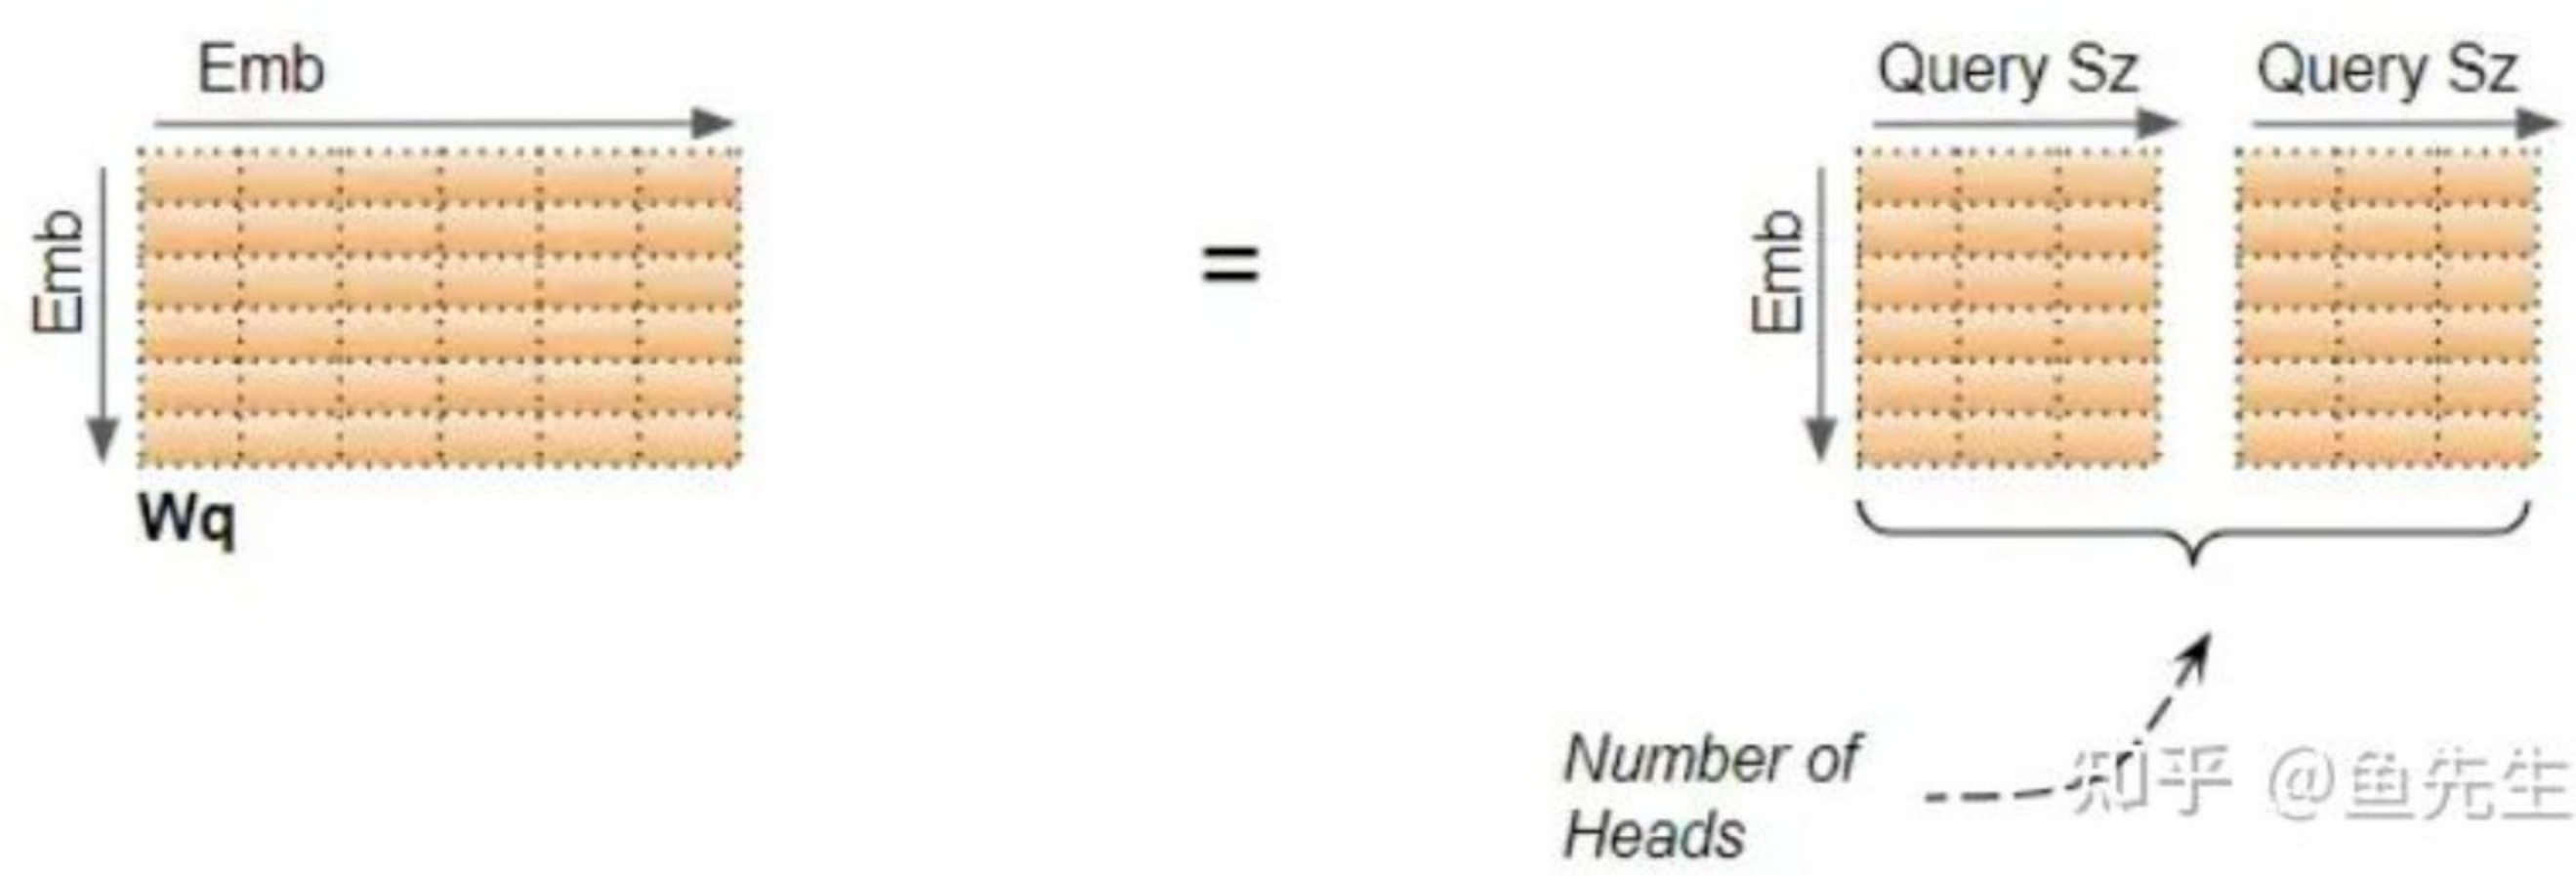 Emb
Emb
Wq
=
Query Sz
Query Sz
Emb
Number of
Heads
知乎 @鱼先生